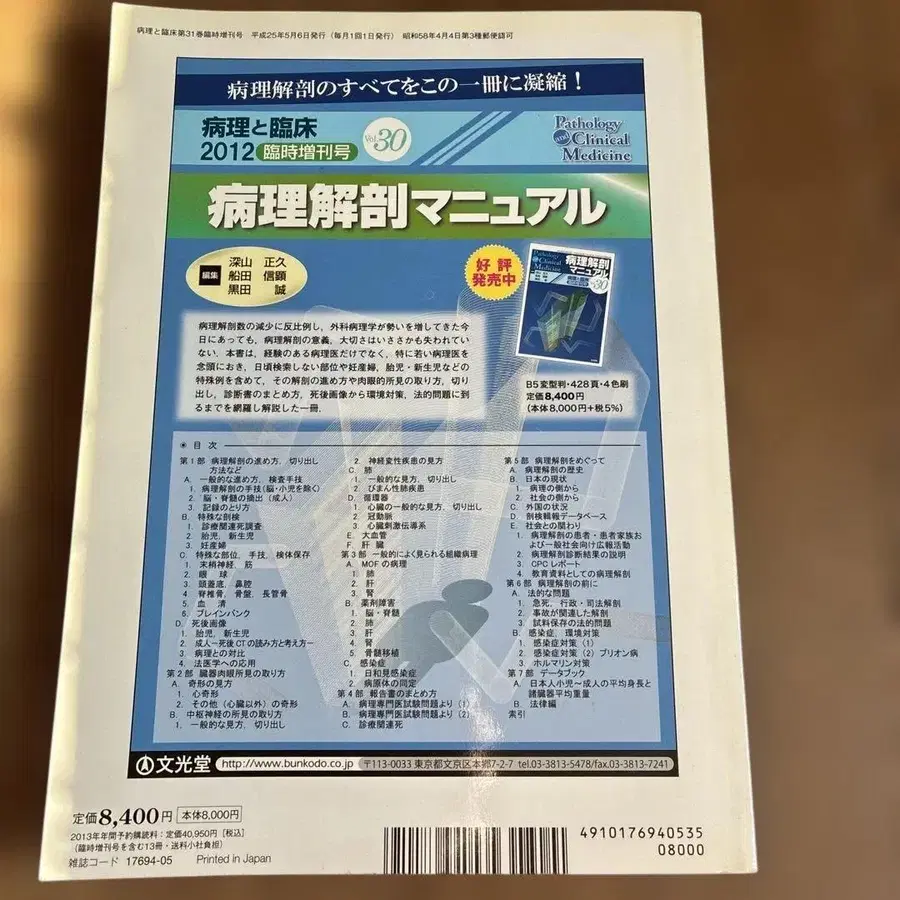 病理と臨床第31巻臨時増刊号　平成25年5月6日発行（毎月1回1日発行）　昭和58年4月4日第3種郵便認可
病理解剖のすべてをこの一冊に凝縮！
病理と臨床
2012 臨時増刊号
Vol.30
Pathology
AND Clinical
Medicine
病理解剖マニュアル
編集
深山　正久
船田　信顕
黒田　誠
好評
発売中
Pathology
Clinical
Medicine
病理解剖
マニュアル
30
B5変型判・428頁・4色刷
定価 8,400円
（本体8,000円＋税5%）
病理解剖数の減少に反比例し，外科病理学が勢いを増してきた今
日にあっても，病理解剖の意義，大切さはいささかも失われてい
ない．本書は，経験のある病理医だけでなく，特に若い病理医を
念頭におき，日頃検索しない部位や妊産婦，胎児・新生児などの
特殊例を含めて，その解剖の進め方や肉眼的所見の取り方，切り
出し，診断書のまとめ方，死後画像から環境対策，法的問題に到
るまでを網羅し解説した一冊．
目　次
第1部　病理解剖の進め方，切り出し
方法など
A．一般的な進め方，検査手技
1．病理解剖の手技（脳・小児を除く）
2．脳・脊髄の摘出（成人）
3．記録のとり方
B．特殊な剖検
1．診療関連死調査
2．胎児，新生児
3．妊産婦
C．特殊な部位，手技，検体保存
1．末梢神経，筋
2．眼　球
3．頭蓋底，鼻腔
4　脊椎骨，骨盤，長管骨
5．血　清
6．ブレインバンク
D．死後画像
1．胎児，新生児
2．成人－死後CTの読み方と考え方－
3．病理との対比
4．法医学への応用
第2部　臓器肉眼所見の取り方
A．奇形の見方
1．心奇形
2．その他（心臓以外）の奇形
B．中枢神経の所見の取り方
1．一般的な見方，切り出し
2．神経変性疾患の見方
C．肺
1．一般的な見方，切り出し
2．びまん性肺疾患
D．循環器
1．心臓の一般的な見方，切り出し
2．冠動脈
3．心臓刺激伝導系
E．大血管
F．肝　臓
第3部　一般的によく見られる組織病理
A．MOFの病理
1．肺
2．肝
3．腎
B．薬剤障害
1．脳・脊髄
2．肺
3．肝
4．腎
5．骨髄移植
C．感染症
1．日和見感染症
2．病原体の同定
第4部　報告書のまとめ方
A．病理専門医試験問題より（1）
B．病理専門医試験問題より（2）
C．診療関連死
第5部　病理解剖をめぐって
A．病理解剖の歴史
B．日本の現状
1．病理の側から
2．社会の側から
C．外国の状況
D．剖検輯報データベース
E．社会との関わり
1．病理解剖の患者・患者家族お
よび一般社会向け広報活動
2．病理解剖診断結果の説明
3．CPCレポート
4．教育資料としての病理解剖
第6部　病理解剖の前に
A．法的な問題
1．急死，行政・司法解剖
2．事故が関連した解剖
3．試料保存の法的問題
B．感染症，環境対策
1．感染症対策（1）
2．感染症対策（2）プリオン病
3．ホルマリン対策
第7部　データブック
A．日本人小児～成人の平均身長と
諸臓器平均重量
B．法律編
索引
文光堂　http://www.bunkodo.co.jp　〒113-0033 東京都文京区本郷7-2-7　tel.03-3813-5478/fax.03-3813-7241
定価8,400円　本体8,000円
2013年年間予約購読料：定価40,950円［税込］
（臨時増刊号を含む13冊・送料小社負担）
雑誌コード　17694-05　Printed in Japan
4910176940535
08000